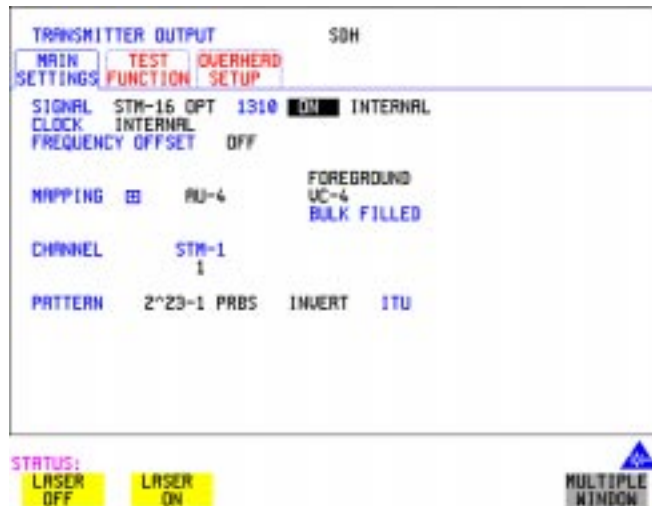 TRANSMITTER OUTPUT SDH
MAIN SETTINGS TEST FUNCTION OVERHEAD SETUP
SIGNAL STM-16 OPT 1310 ON INTERNAL
CLOCK INTERNAL
FREQUENCY OFFSET OFF
FOREGROUND
MAPPING AU-4 VC-4
BULK FILLED
CHANNEL STM-1
1
PATTERN 2^23-1 PRBS INVERT ITU
STATUS:
LASER OFF LASER ON MULTIPLE WINDOW